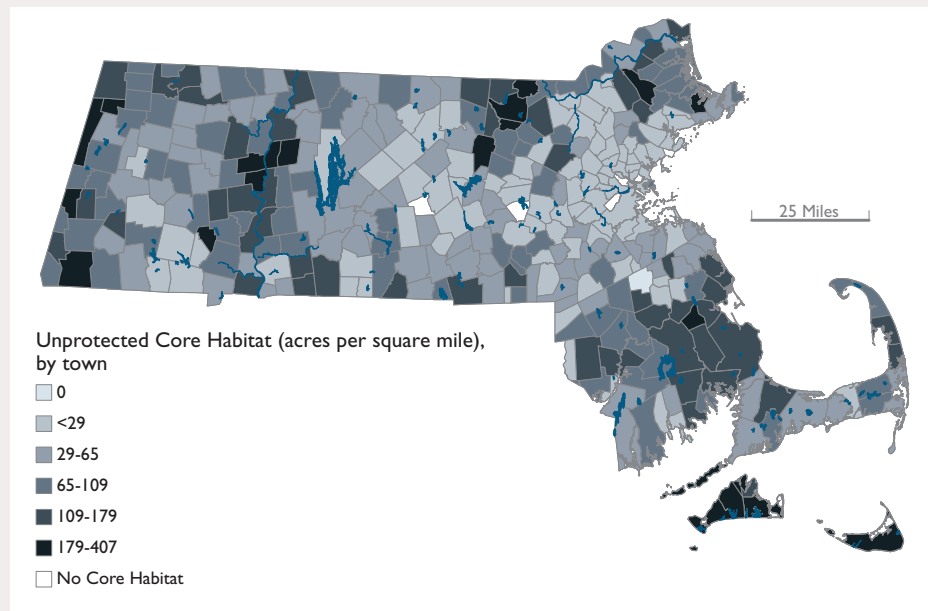 25 Miles
Unprotected Core Habitat (acres per square mile),
by town
0
<29
29-65
65-109
109-179
179-407
No Core Habitat